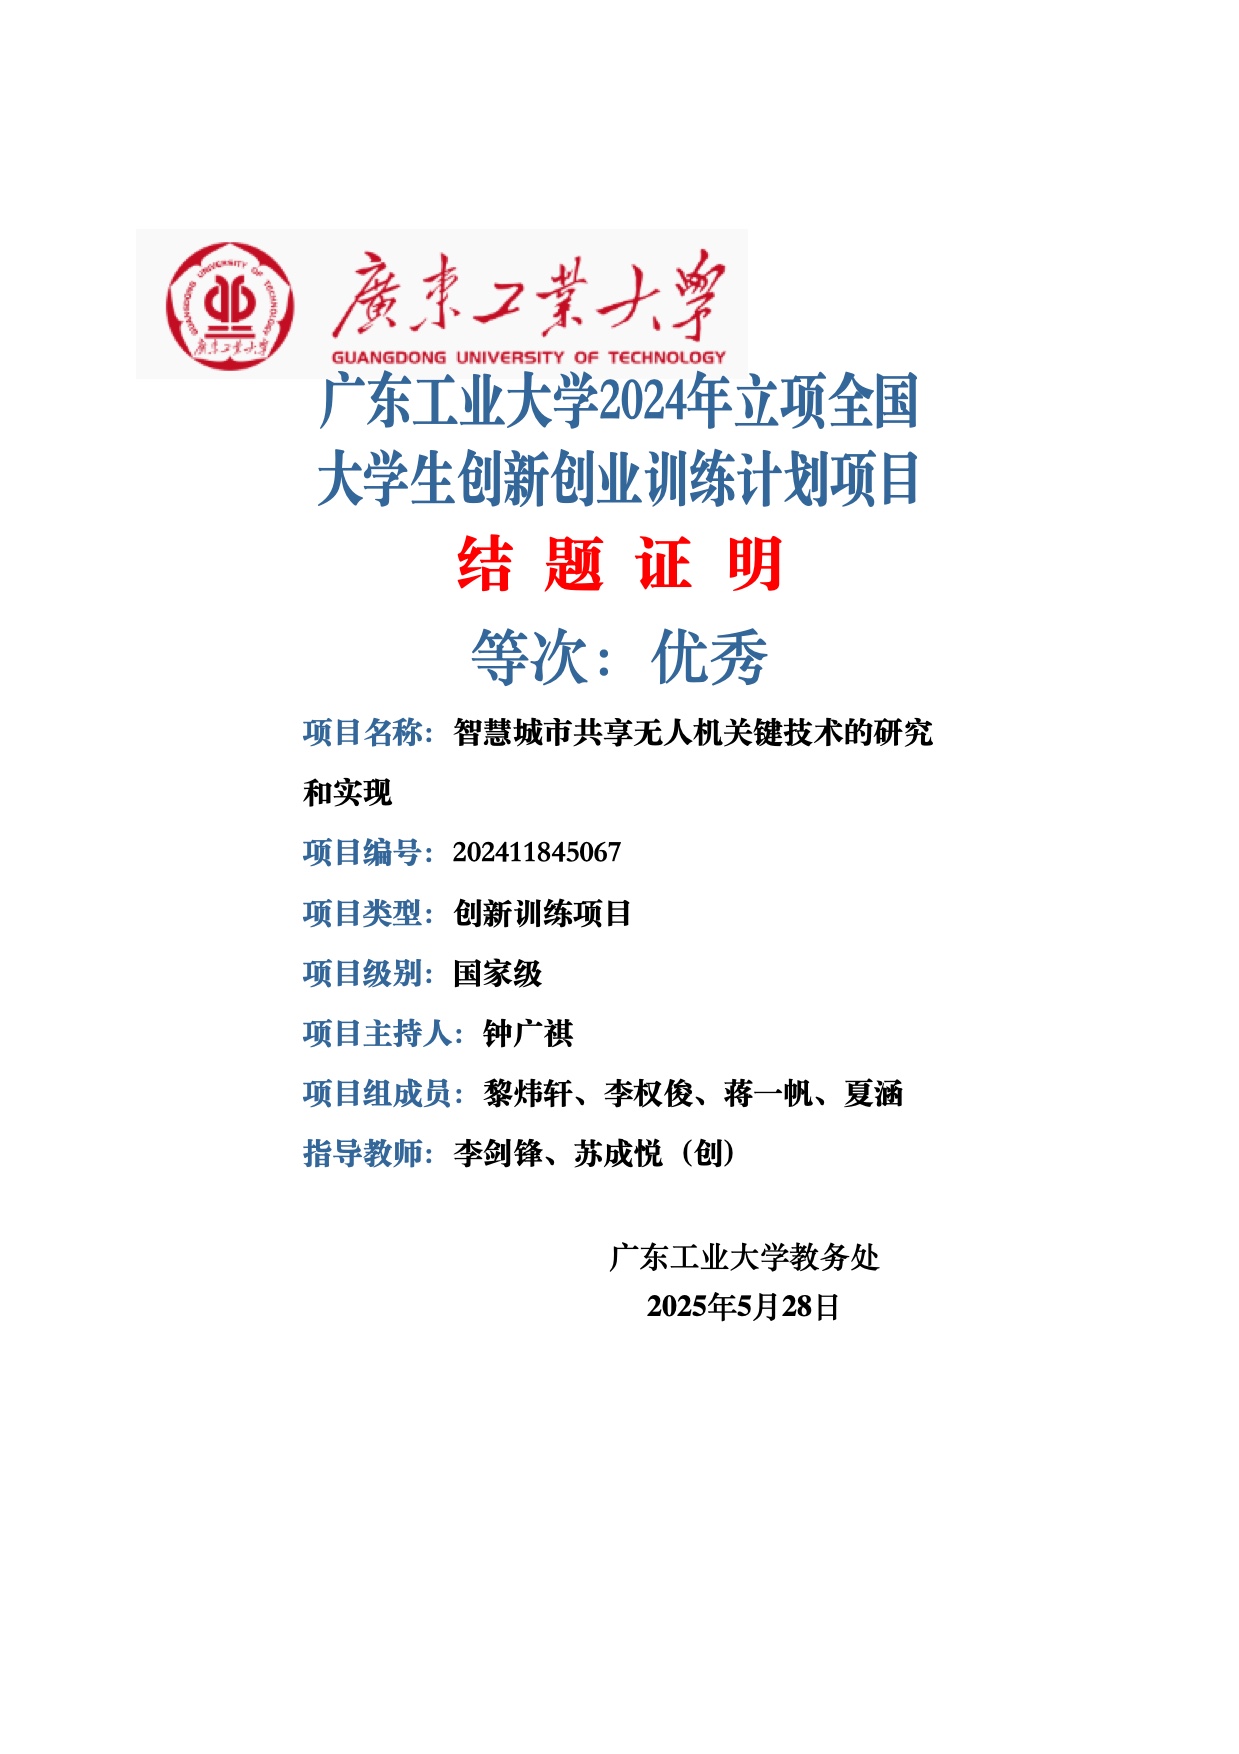 廣東工業大學
GUANGDONG UNIVERSITY OF TECHNOLOGY
GUANGDONG UNIVERSITY OF TECHNOLOGY
廣東工業大學
广东工业大学2024年立项全国
大学生创新创业训练计划项目
结 题 证 明
等次：优秀
项目名称：智慧城市共享无人机关键技术的研究
和实现
项目编号：202411845067
项目类型：创新训练项目
项目级别：国家级
项目主持人：钟广祺
项目组成员：黎炜轩、李权俊、蒋一帆、夏涵
指导教师：李剑锋、苏成悦（创）
广东工业大学教务处
2025年5月28日